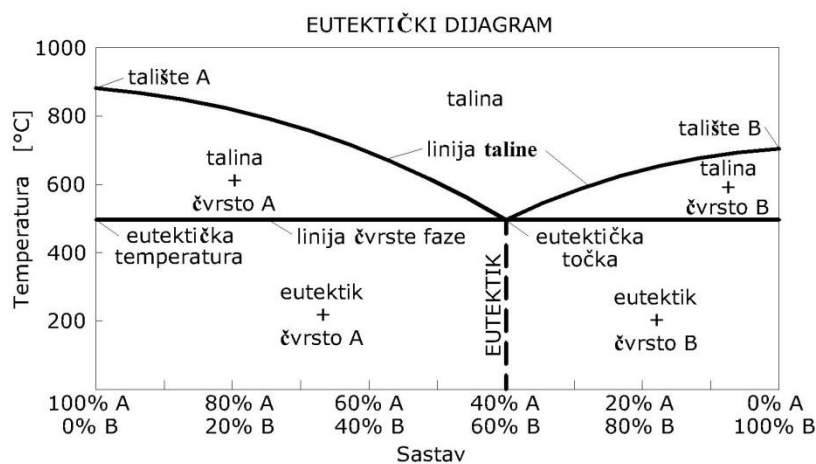 EUTEKTIČKI DIJAGRAM
Temperatura [°C]
1000
800
600
400
200
talište A
talina
talište B
linija taline
talina
+
čvrsto A
talina
+
čvrsto B
eutektička
temperatura
linija čvrste faze
eutektička
točka
eutektik
+
čvrsto A
EUTEKTIK
eutektik
+
čvrsto B
100% A
0% B
80% A
20% B
60% A
40% B
40% A
60% B
20% A
80% B
0% A
100% B
Sastav